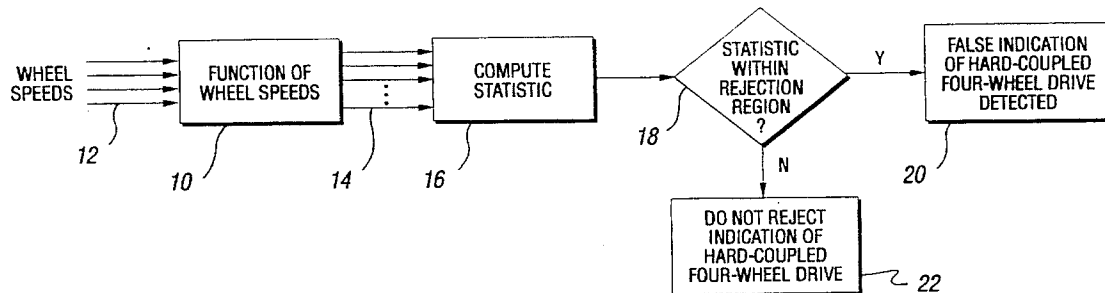 WHEEL
SPEEDS
12
FUNCTION OF
WHEEL SPEEDS
10
14
COMPUTE
STATISTIC
16
STATISTIC
WITHIN
REJECTION
REGION
?
18
Y
FALSE INDICATION
OF HARD-COUPLED
FOUR-WHEEL DRIVE
DETECTED
20
N
DO NOT REJECT
INDICATION OF
HARD-COUPLED
FOUR-WHEEL DRIVE
22